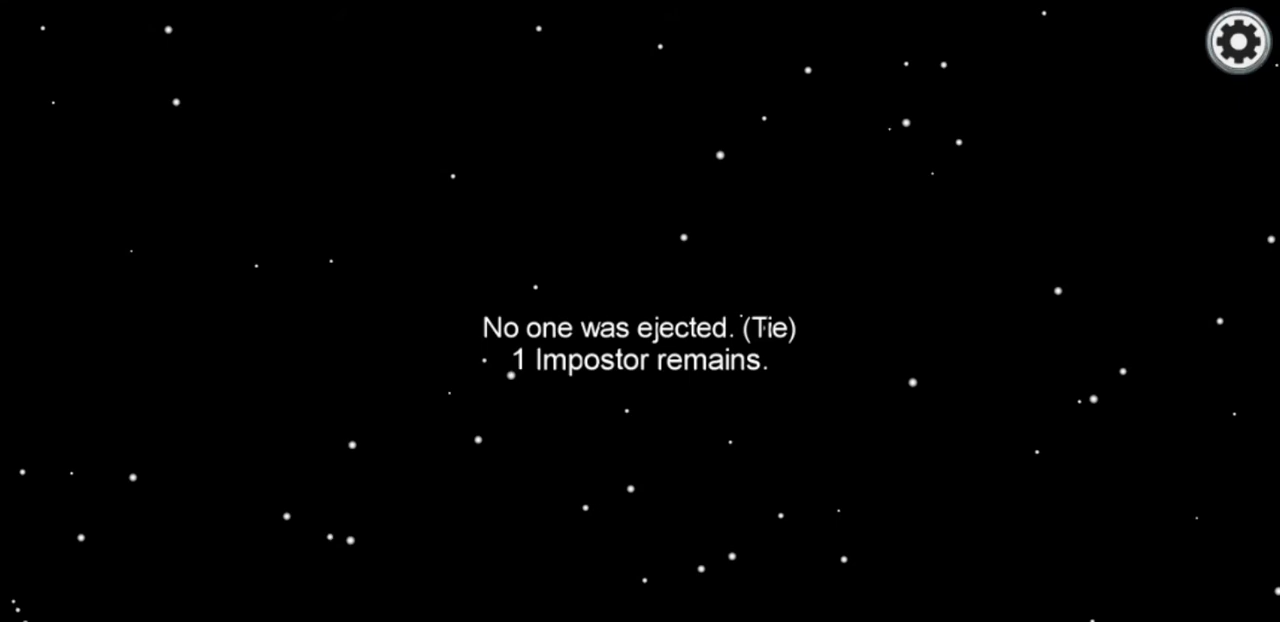 No one was ejected. (Tie)
1 Impostor remains.